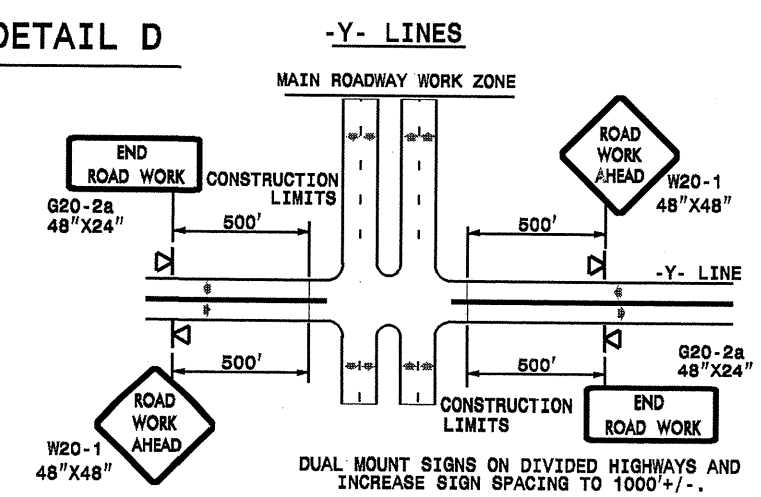 DETAIL D
-Y- LINES
MAIN ROADWAY WORK ZONE
END
ROAD WORK
G20-2a
48"X24"
CONSTRUCTION
LIMITS
500'
ROAD
WORK
AHEAD
W20-1
48"X48"
500'
-Y- LINE
500'
ROAD
WORK
AHEAD
W20-1
48"X48"
500'
CONSTRUCTION
LIMITS
G20-2a
48"X24"
END
ROAD WORK
DUAL MOUNT SIGNS ON DIVIDED HIGHWAYS AND
INCREASE SIGN SPACING TO 1000'+/-.